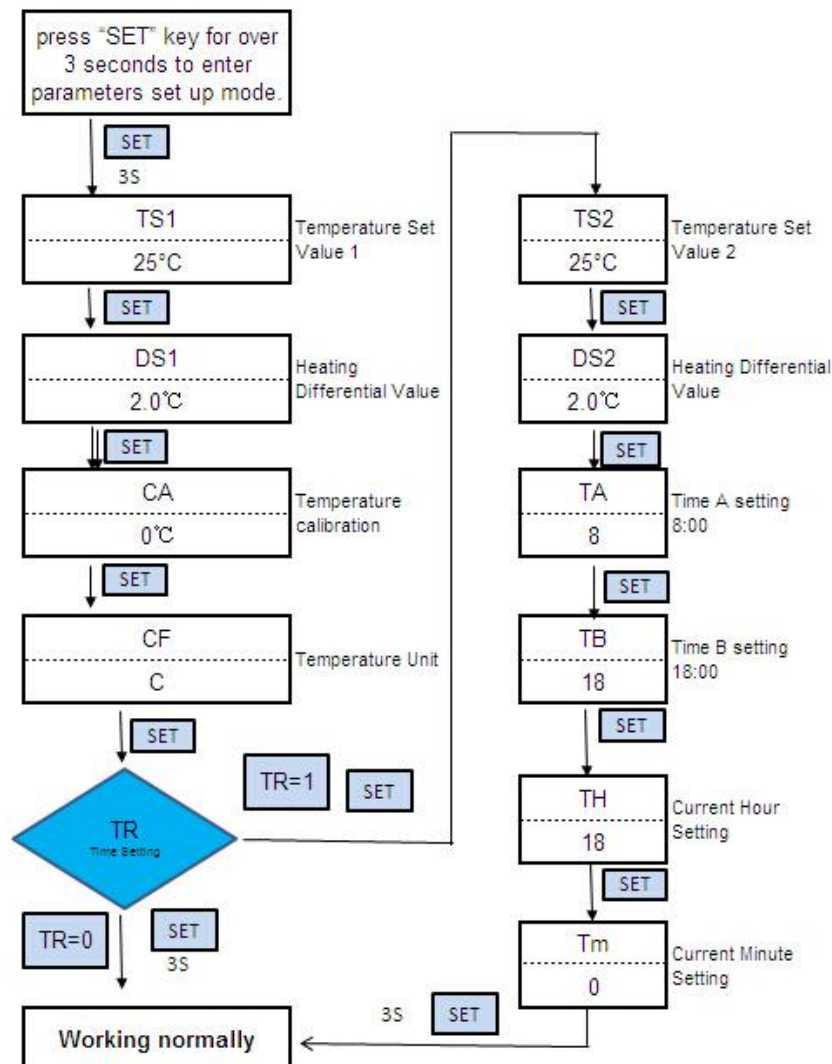 press “SET” key for over
3 seconds to enter
parameters set up mode.
SET
3S
TS1
25°C
Temperature Set
Value 1
SET
DS1
2.0℃
Heating
Differential Value
SET
CA
0℃
Temperature
calibration
SET
CF
C
Temperature Unit
SET
TR
Time Setting
TR=1
SET
TR=0
SET
3S
TS2
25°C
Temperature Set
Value 2
SET
DS2
2.0℃
Heating Differential
Value
SET
TA
8
Time A setting
8:00
SET
TB
18
Time B setting
18:00
SET
TH
18
Current Hour
Setting
SET
Tm
0
Current Minute
Setting
3S
SET
Working normally